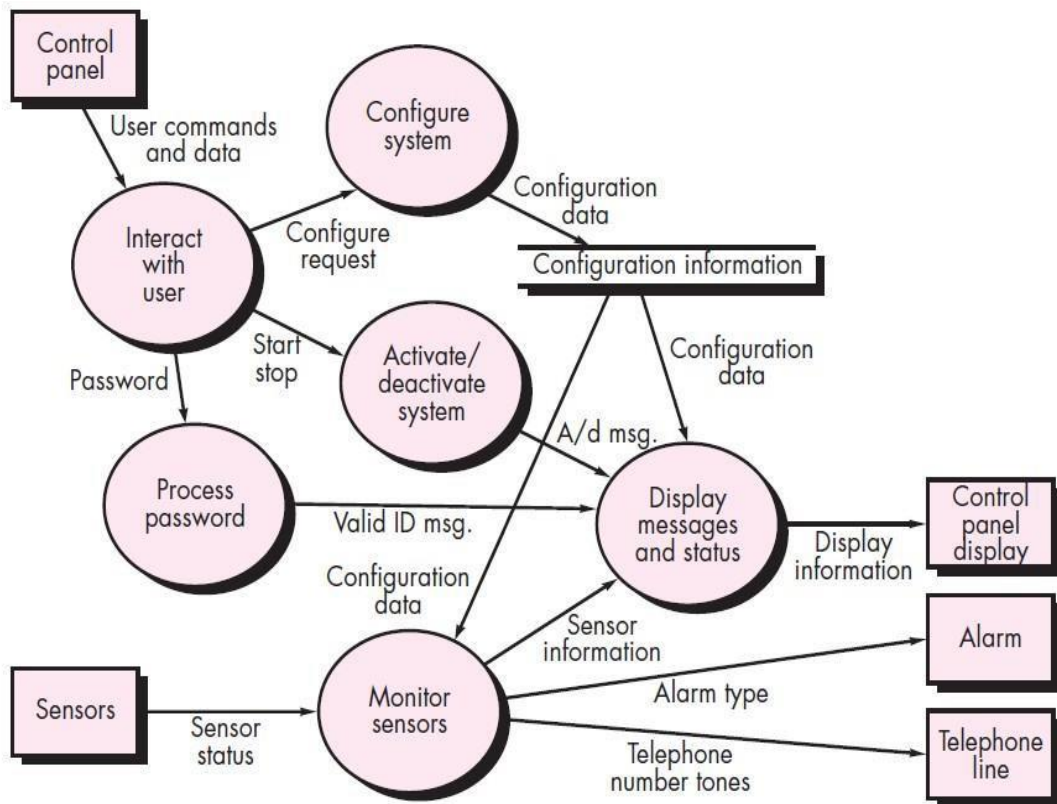 Control
panel
User commands
and data
Configure
system
Configuration
data
Interact
with
user
Configure
request
Configuration information
Start
stop
Activate/
deactivate
system
Configuration
data
Password
A/d msg.
Process
password
Valid ID msg.
Display
messages
and status
Control
panel
display
Display
information
Configuration
data
Sensor
information
Alarm
Sensors
Sensor
status
Monitor
sensors
Alarm type
Telephone
number tones
Telephone
line